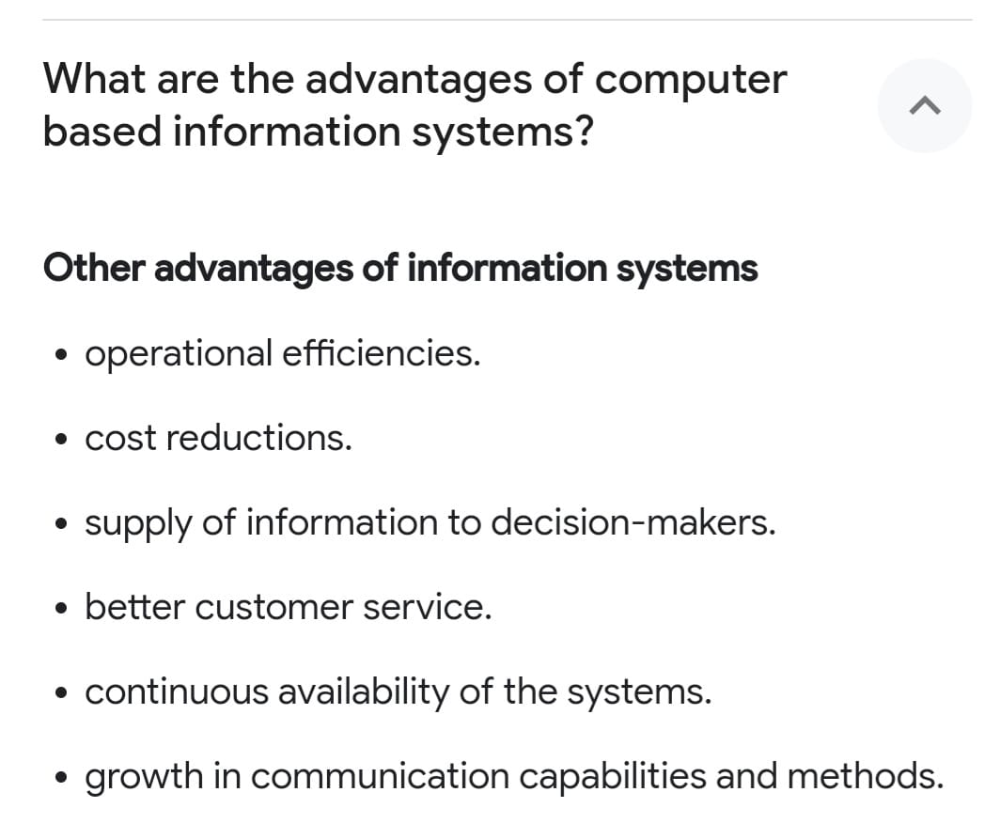 What are the advantages of computer
based information systems?
Other advantages of information systems
• operational efficiencies.
• cost reductions.
• supply of information to decision-makers.
• better customer service.
• continuous availability of the systems.
• growth in communication capabilities and methods.